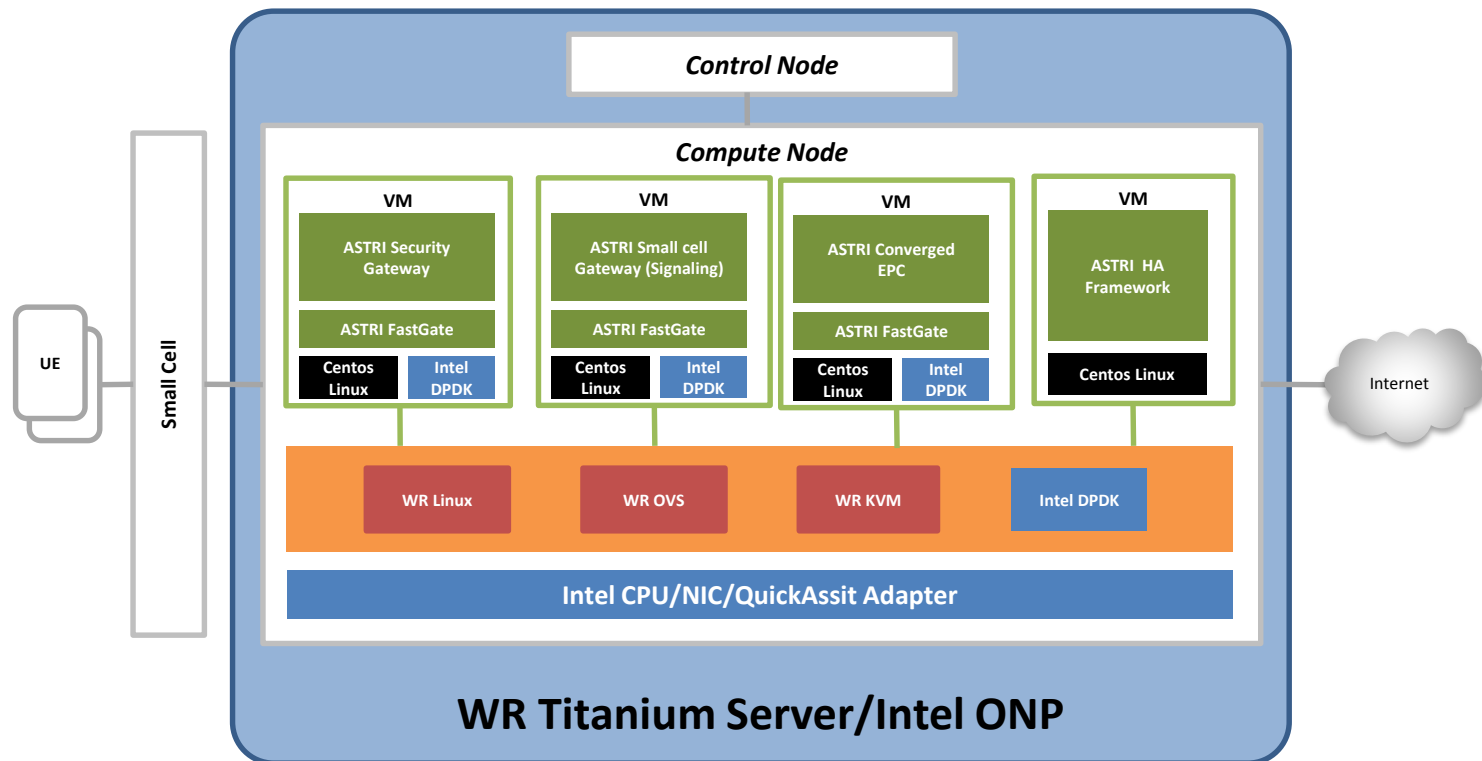 Control Node
Compute Node
VM
ASTRI Security
Gateway
ASTRI FastGate
Centos
Linux
Intel
DPDK
VM
ASTRI Small cell
Gateway (Signaling)
ASTRI FastGate
Centos
Linux
Intel
DPDK
VM
ASTRI Converged
EPC
ASTRI FastGate
Centos
Linux
Intel
DPDK
VM
ASTRI HA
Framework
Centos Linux
UE
Small Cell
Internet
WR Linux
WR OVS
WR KVM
Intel DPDK
Intel CPU/NIC/QuickAssit Adapter
WR Titanium Server/Intel ONP